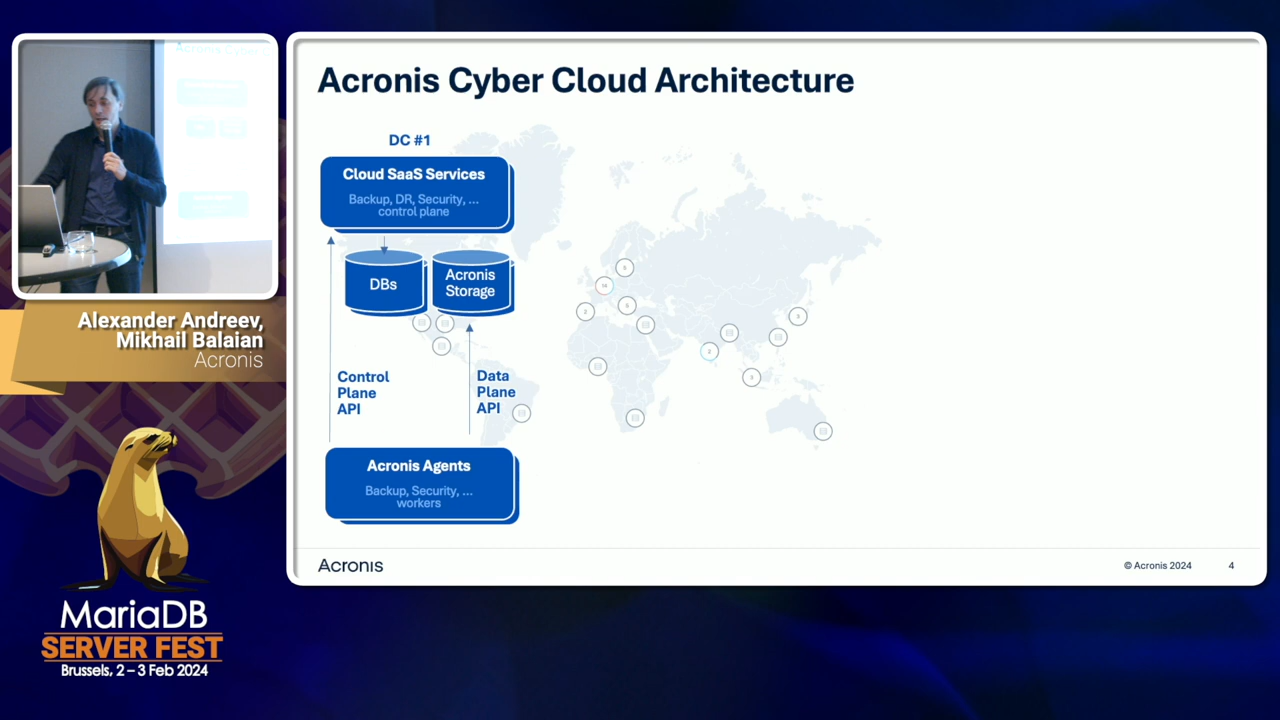 Acronis Cyber Cloud Architecture
DC #1
Cloud SaaS Services
Backup, DR, Security, ...
control plane
DBs
Acronis
Storage
Control
Plane
API
Data
Plane
API
Acronis Agents
Backup, Security, ...
workers
Acronis
© Acronis 2024
4
Alexander Andreev,
Mikhail Balaian
Acronis
MariaDB
SERVER FEST
Brussels, 2 – 3 Feb 2024